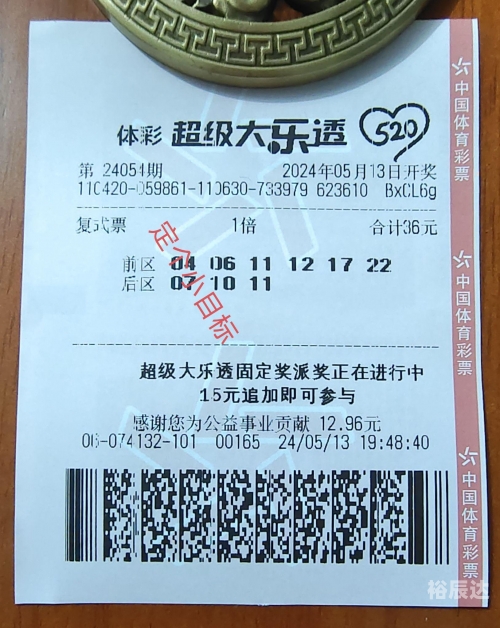 体彩 超级大乐透 520
第 24051期 2024年05月13日开奖
110420-059861-110630-733979 623610 BxCL6g
复式票 1倍 合计36元
前区 04 06 11 12 17 22
后区 07 10 11
定个小目标
超级大乐透固定奖派奖正在进行中
15元追加即可参与
感谢您为公益事业贡献 12.96元
06-074132-101 00165 24/05/13 19:48:40
中国体育彩票
中国体育彩票
中国体育彩票
裕辰达